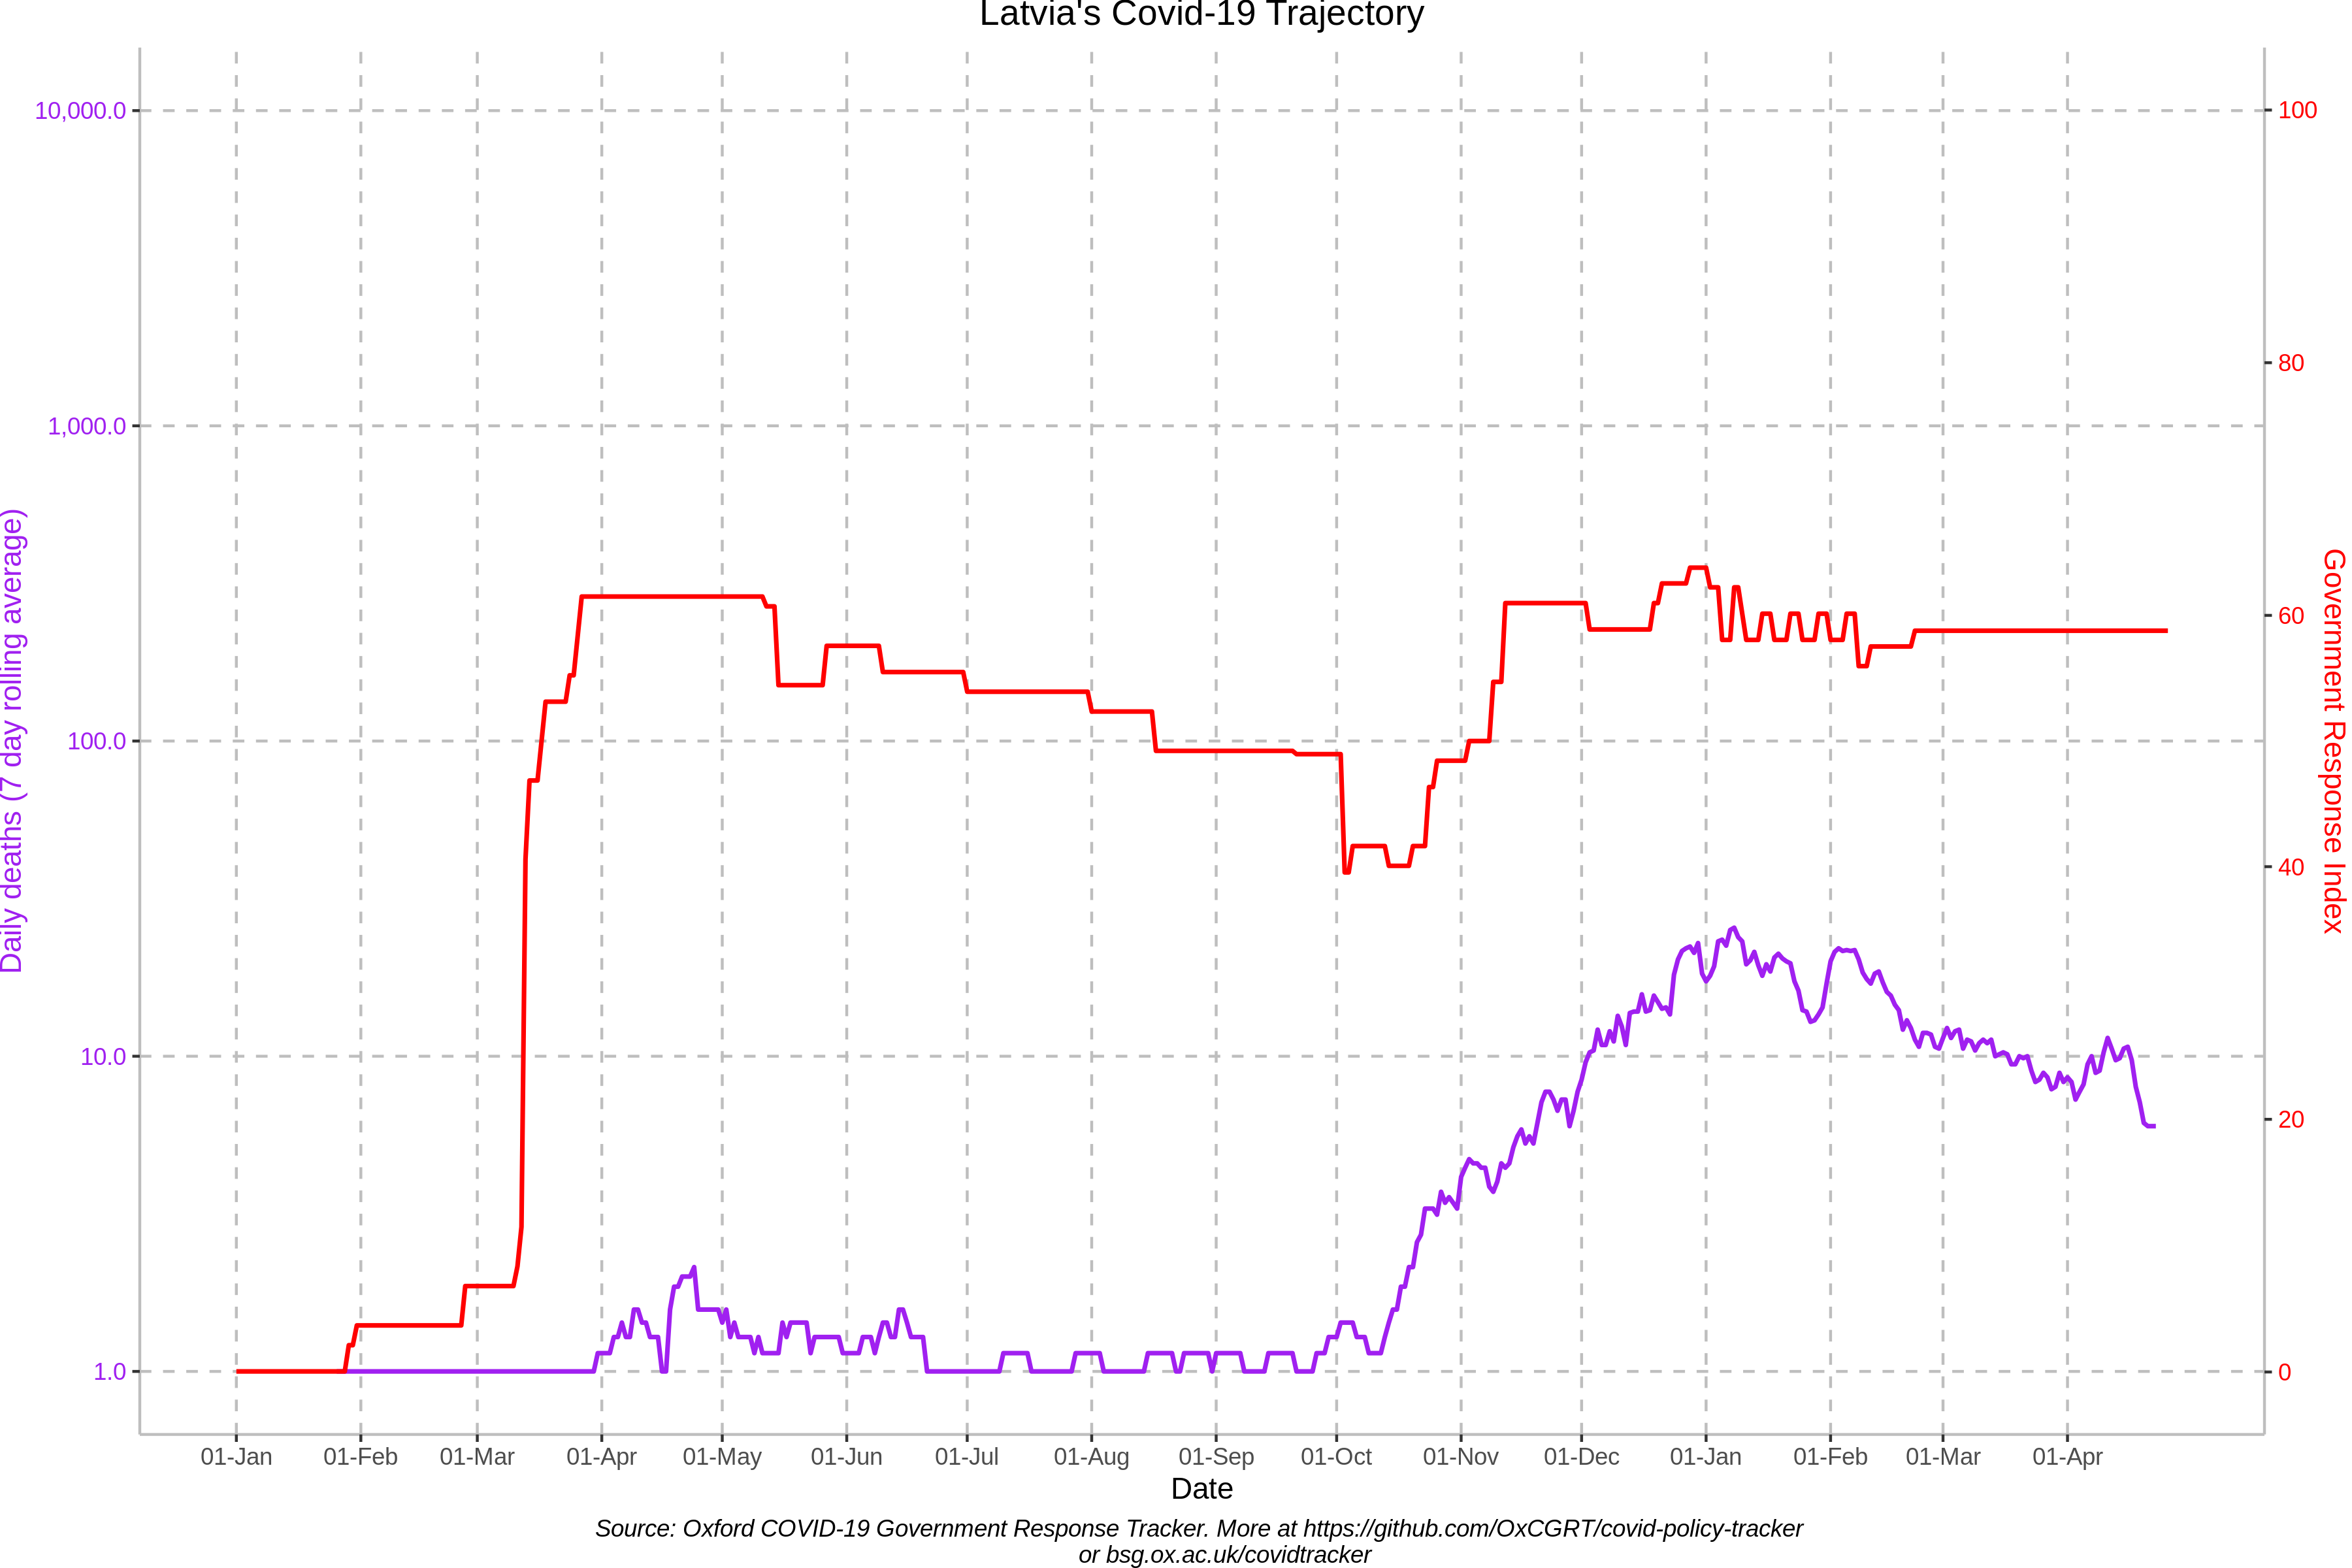 Latvia's Covid-19 Trajectory
10,000.0
1,000.0
100.0
10.0
1.0
Daily deaths (7 day rolling average)
100
80
60
40
20
0
Government Response Index
01-Jan 01-Feb 01-Mar 01-Apr 01-May 01-Jun 01-Jul 01-Aug 01-Sep 01-Oct 01-Nov 01-Dec 01-Jan 01-Feb 01-Mar 01-Apr
Date
Source: Oxford COVID-19 Government Response Tracker. More at https://github.com/OxCGRT/covid-policy-tracker
or bsg.ox.ac.uk/covidtracker